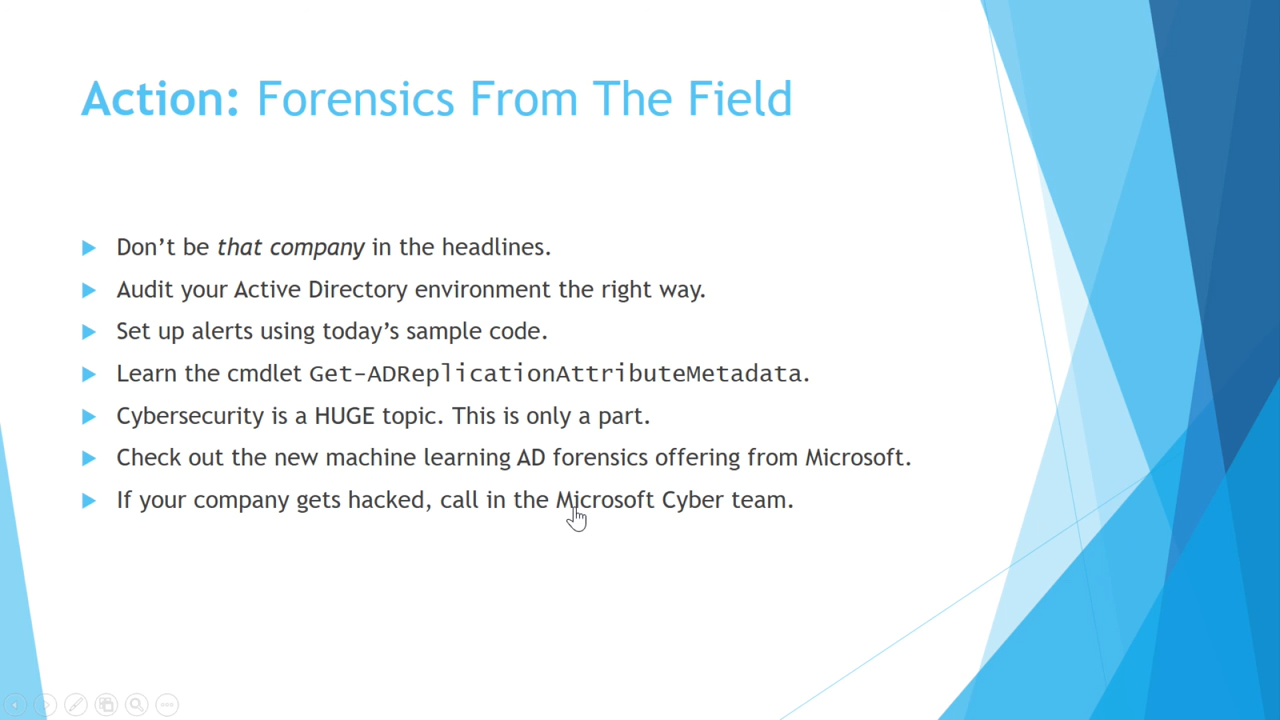 Action: Forensics From The Field
Don’t be that company in the headlines.
Audit your Active Directory environment the right way.
Set up alerts using today’s sample code.
Learn the cmdlet Get-ADReplicationAttributeMetadata.
Cybersecurity is a HUGE topic. This is only a part.
Check out the new machine learning AD forensics offering from Microsoft.
If your company gets hacked, call in the Microsoft Cyber team.